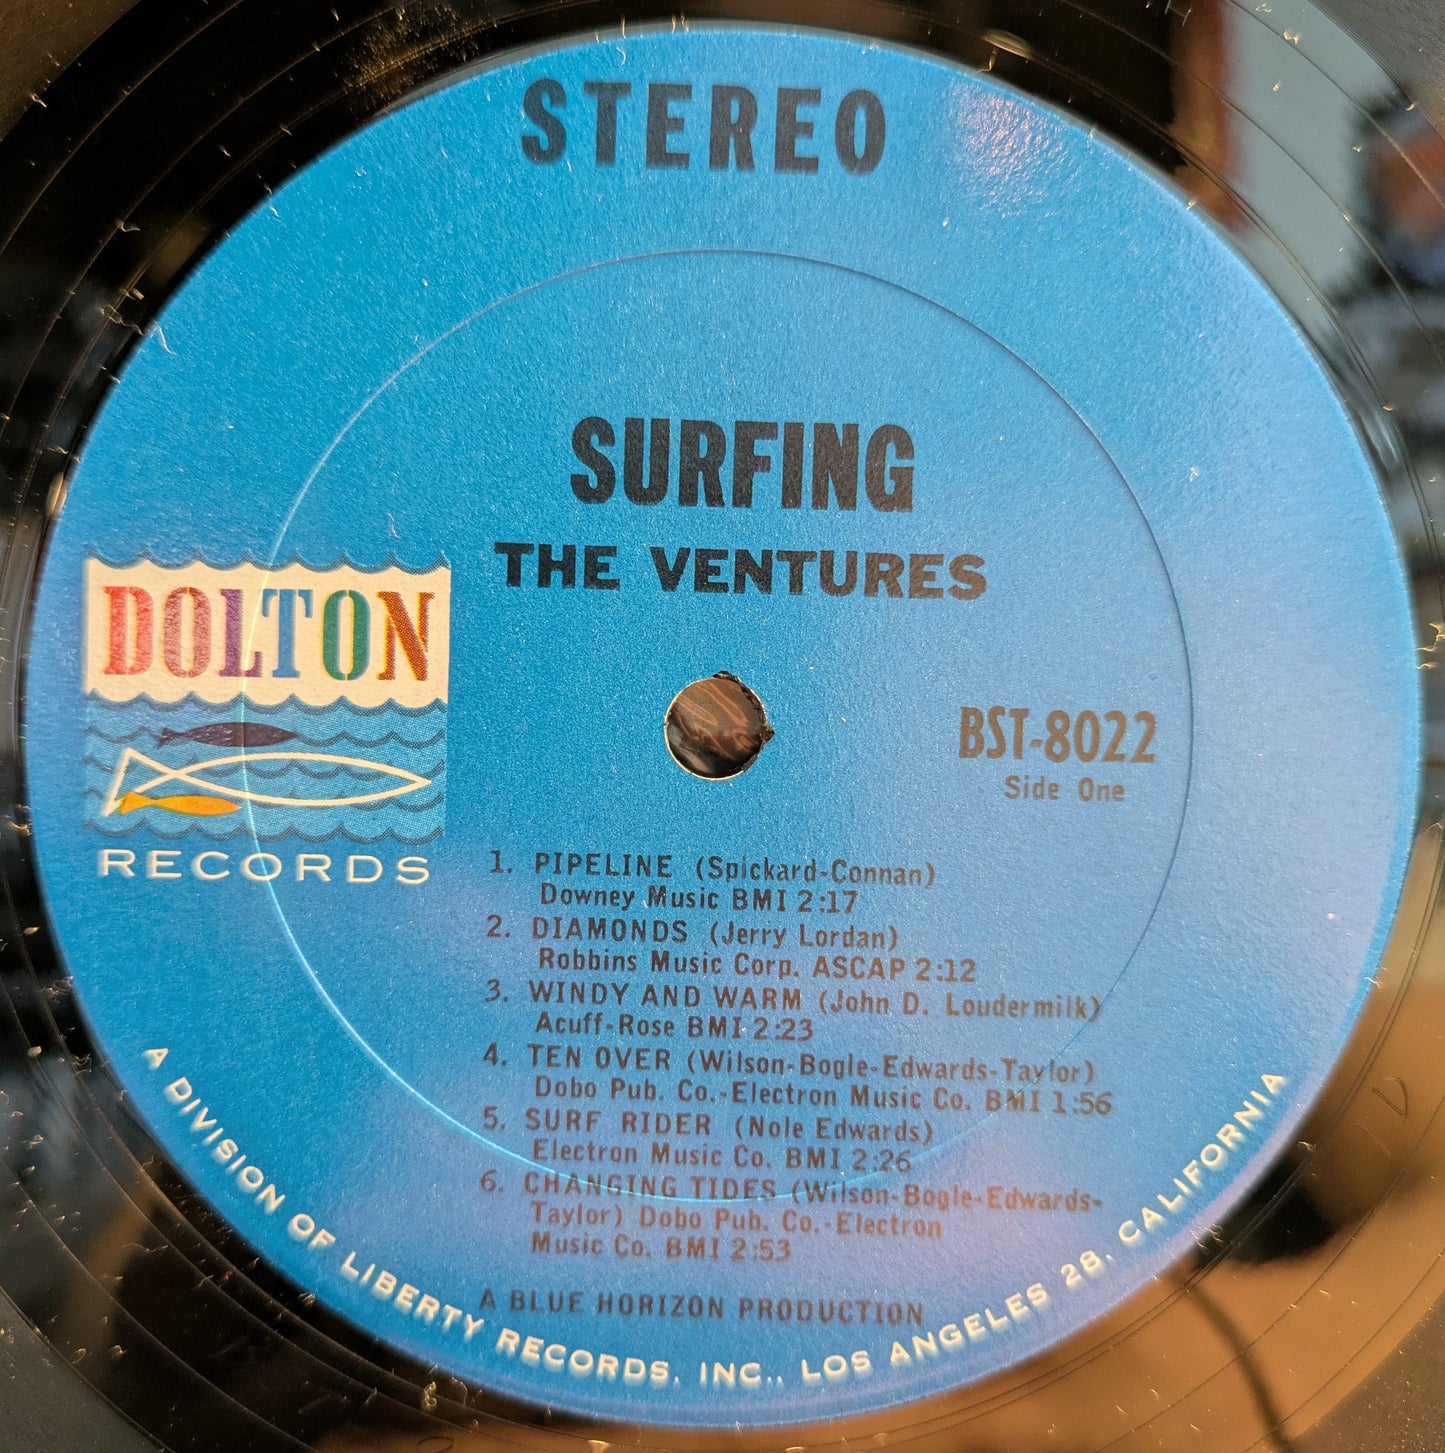 STEREO
SURFING
THE VENTURES
DOLTON
RECORDS
BST-8022
Side One
1. PIPELINE (Spickard-Connan)
Downey Music BMI 2:17
2. DIAMONDS (Jerry Lordan)
Robbins Music Corp. ASCAP 2:12
3. WINDY AND WARM (John D. Loudermilk)
Acuff-Rose BMI 2:23
4. TEN OVER (Wilson-Bogle-Edwards-Taylor)
Dobo Pub. Co.-Electron Music Co. BMI 1:56
5. SURF RIDER (Nole Edwards)
Electron Music Co. BMI 2:26
6. CHANGING TIDES (Wilson-Bogle-Edwards-
Taylor) Dobo Pub. Co.-Electron
Music Co. BMI 2:53
A BLUE HORIZON PRODUCTION
A DIVISION OF LIBERTY RECORDS, INC., LOS ANGELES 28, CALIFORNIA